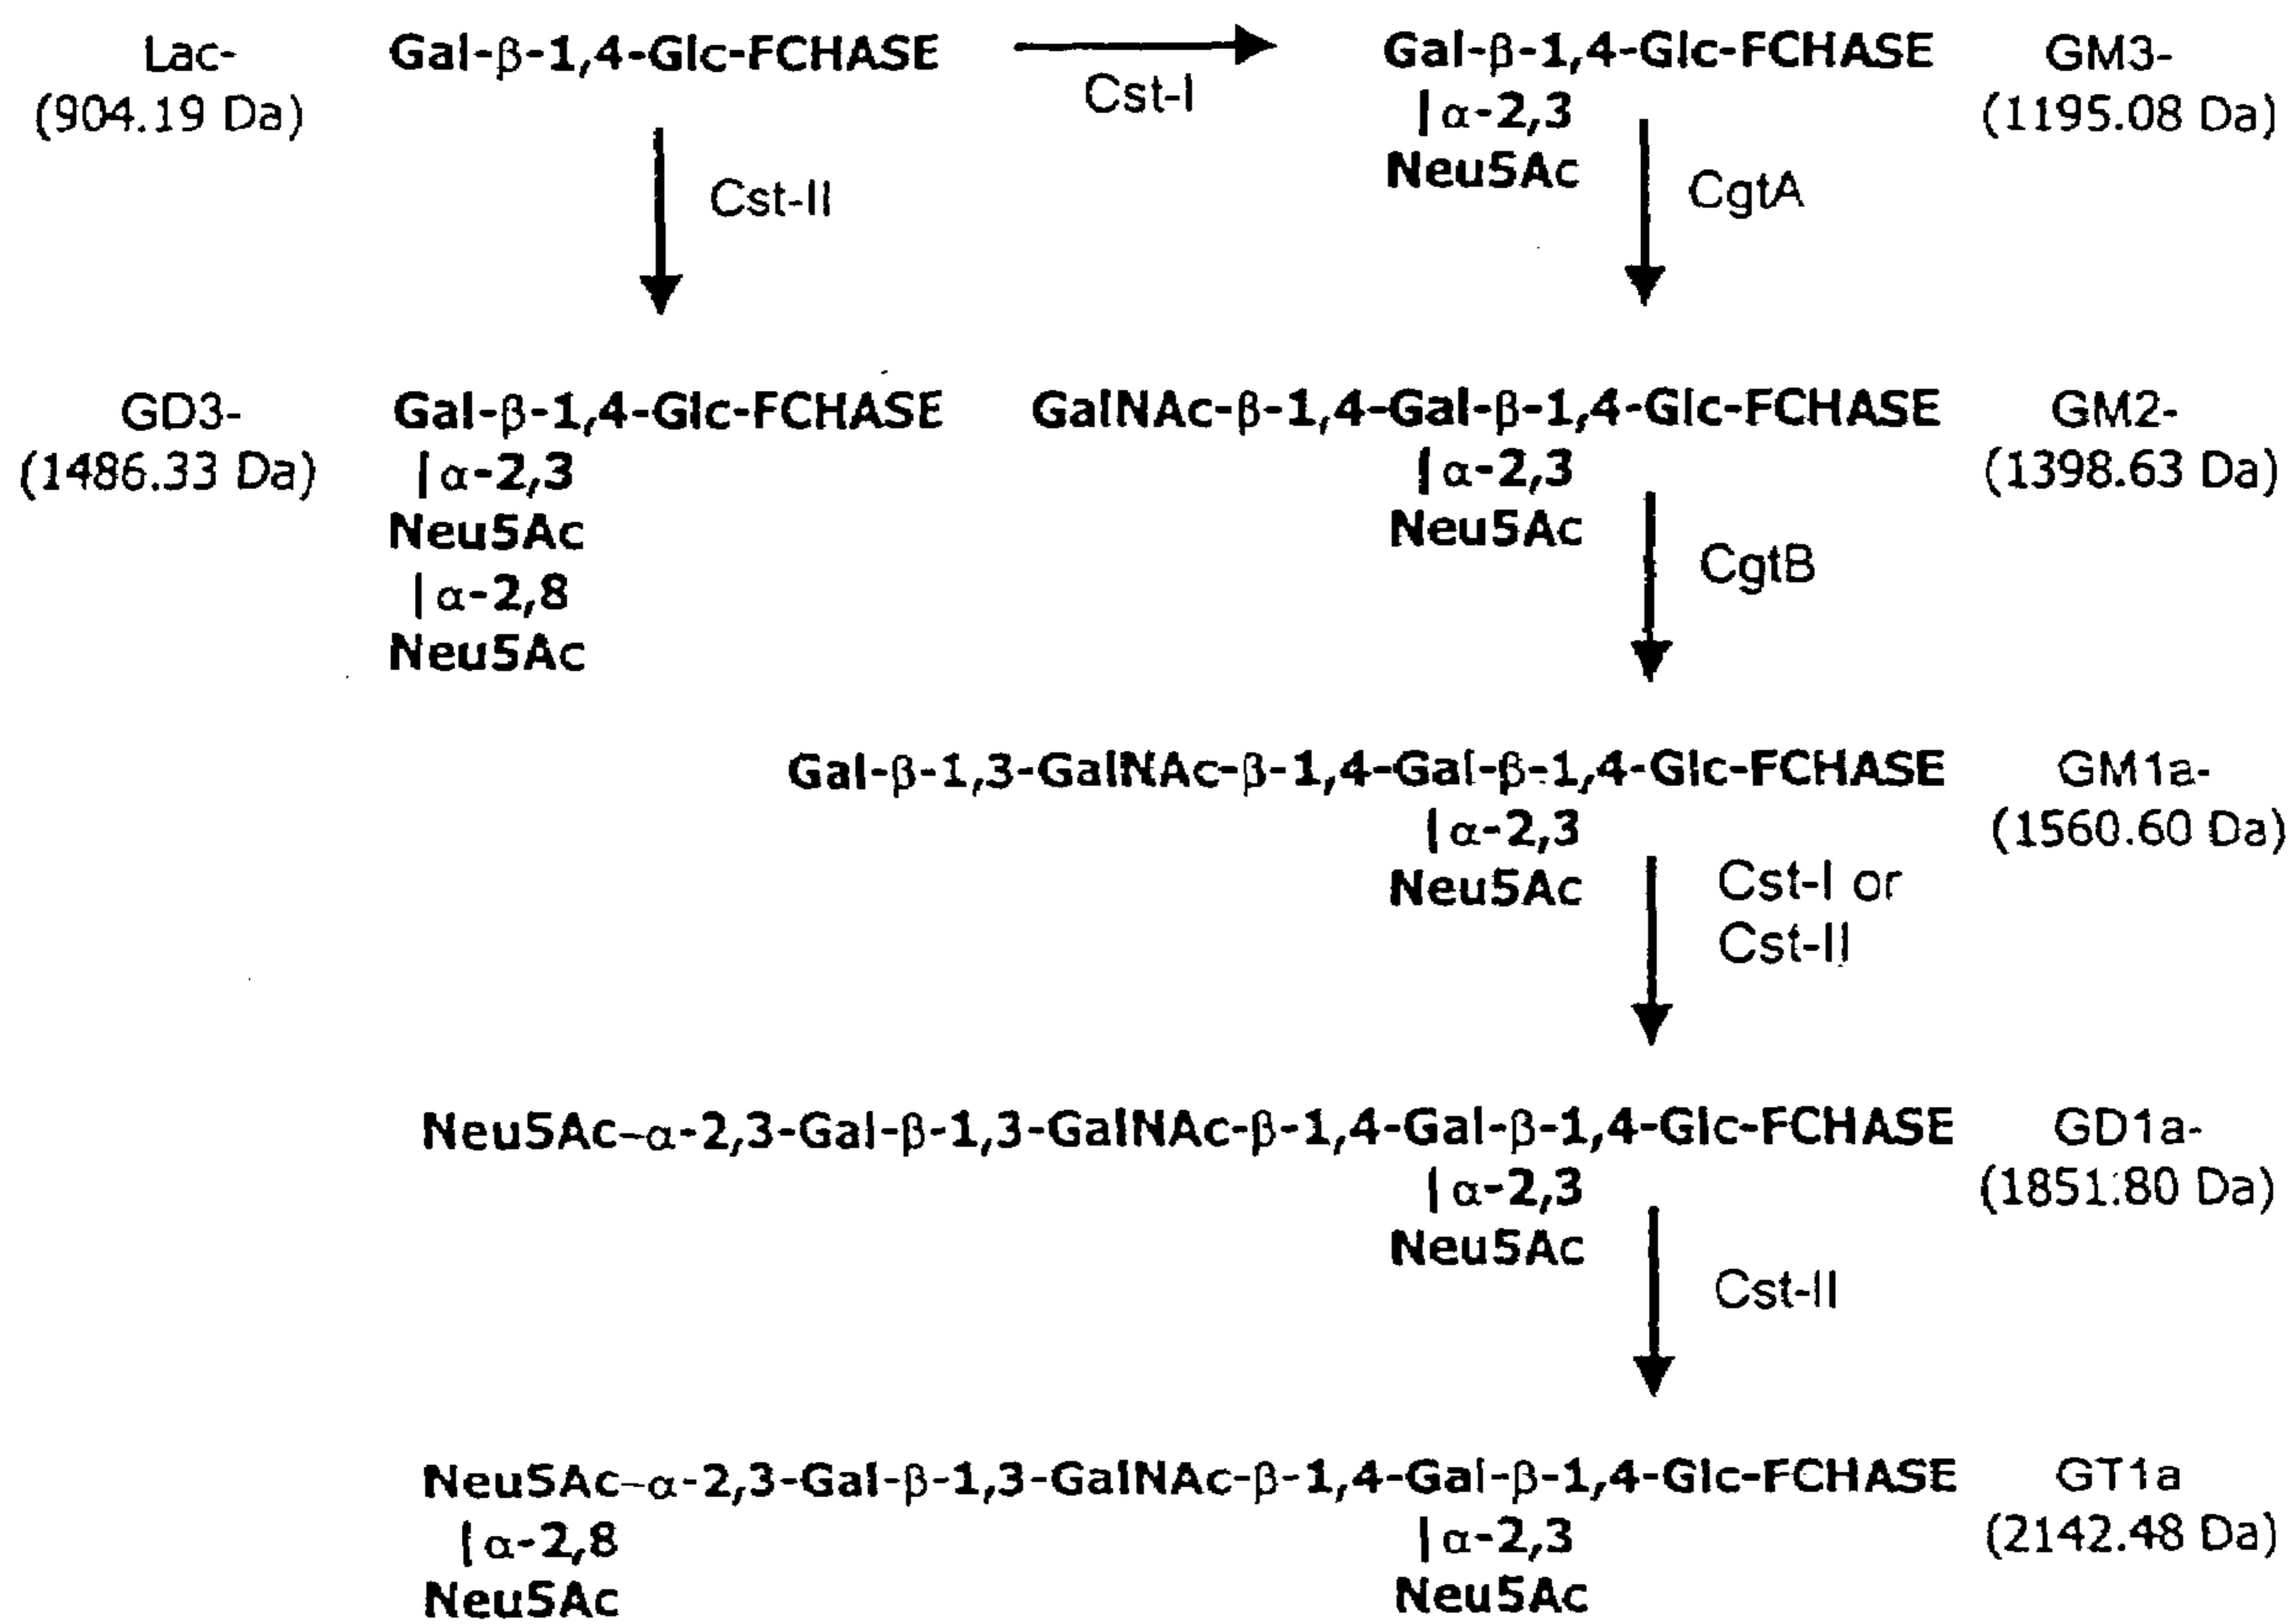 Lac-
(904.19 Da)
Gal-β-1,4-Glc-FCHASE
Cst-I
Gal-β-1,4-Glc-FCHASE
|α-2,3
Neu5Ac
GM3-
(1195.08 Da)
Cst-II
CgtA
GD3-
(1486.33 Da)
Gal-β-1,4-Glc-FCHASE
|α-2,3
Neu5Ac
|α-2,8
Neu5Ac
GalNAc-β-1,4-Gal-β-1,4-Glc-FCHASE
|α-2,3
Neu5Ac
GM2-
(1398.63 Da)
CgtB
Gal-β-1,3-GalNAc-β-1,4-Gal-β-1,4-Glc-FCHASE
|α-2,3
Neu5Ac
GM1a-
(1560.60 Da)
Cst-I or
Cst-II
Neu5Ac-α-2,3-Gal-β-1,3-GalNAc-β-1,4-Gal-β-1,4-Glc-FCHASE
|α-2,3
Neu5Ac
GD1a-
(1851.80 Da)
Cst-II
Neu5Ac-α-2,3-Gal-β-1,3-GalNAc-β-1,4-Gal-β-1,4-Glc-FCHASE
|α-2,8
Neu5Ac
|α-2,3
Neu5Ac
GT1a
(2142.48 Da)